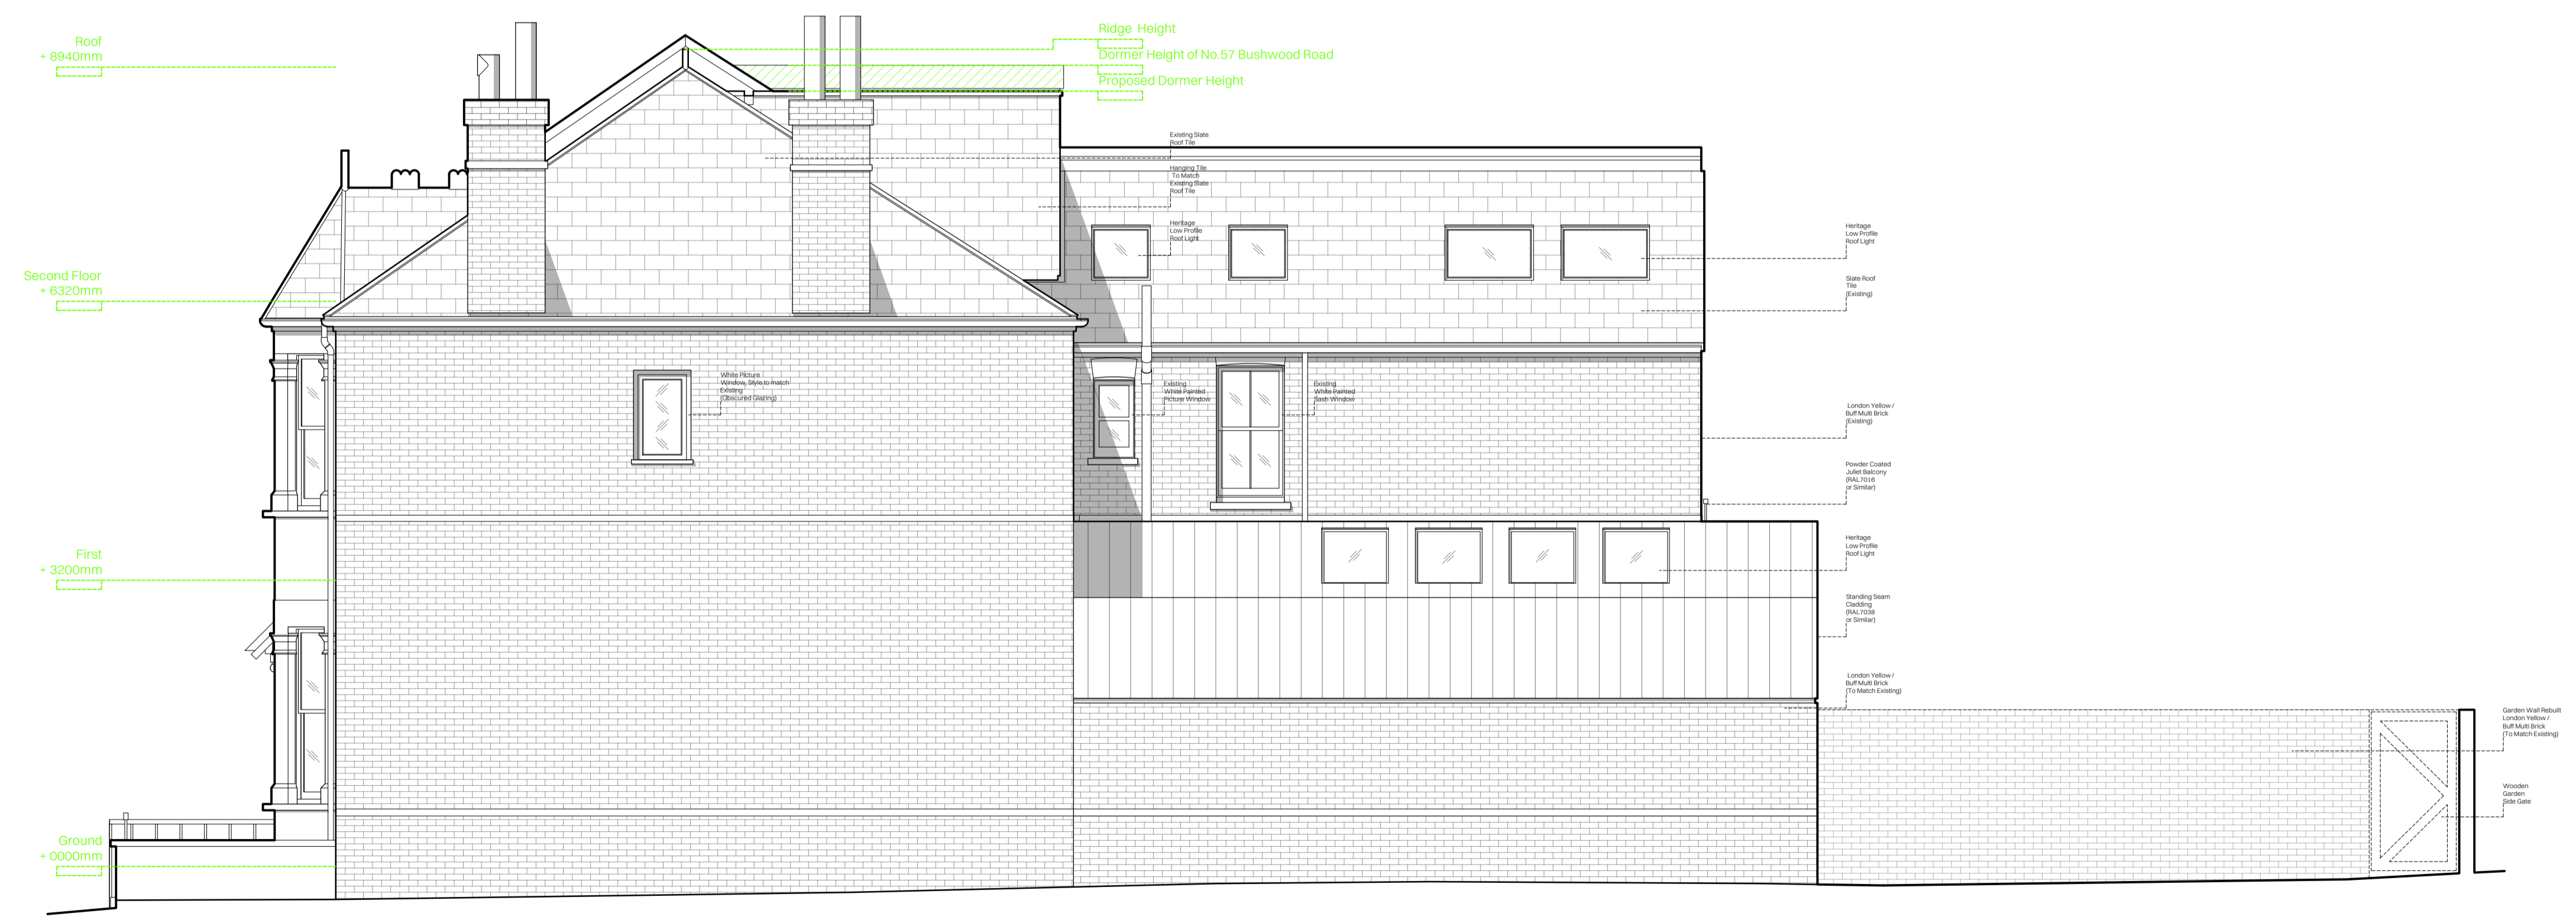 Roof
+ 8940mm
Second Floor
+ 6320mm
First
+ 3200mm
Ground
+ 0000mm
Ridge Height
Dormer Height of No.57 Bushwood Road
Proposed Dormer Height
Existing Slate
Roof Tile
Hanging Tile
To Match
Existing Slate
Roof Tile
Heritage
Low Profile
Roof Light
White Picture
Window, Style to match
Existing
(Obscured Glazing)
Existing
White Painted
Picture Window
Existing
White Painted
Sash Window
Heritage
Low Profile
Roof Light
Slate Roof
Tile
(Existing)
London Yellow /
Buff Multi Brick
(Existing)
Powder Coated
Juliet Balcony
(RAL7016
or Similar)
Heritage
Low Profile
Roof Light
Standing Seam
Cladding
(RAL7038
or Similar)
London Yellow /
Buff Multi Brick
(To Match Existing)
Garden Wall Rebuilt
London Yellow /
Buff Multi Brick
(To Match Existing)
Wooden
Garden
Side Gate